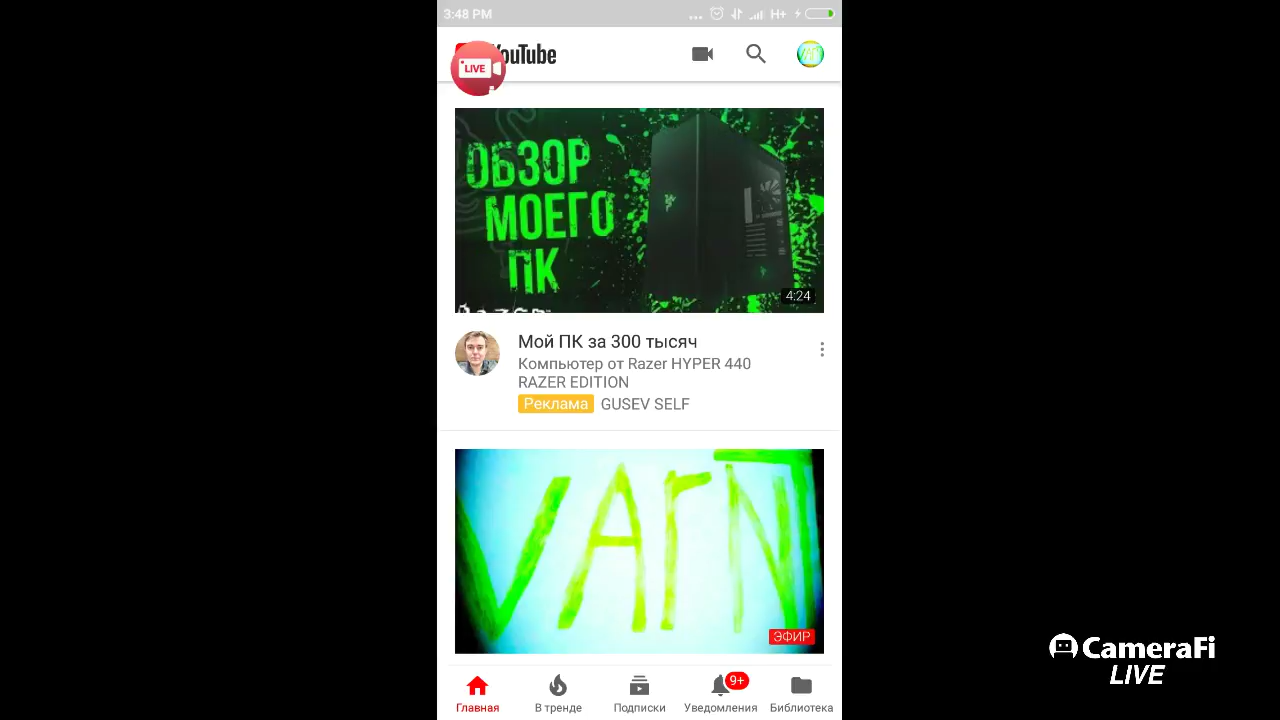 3:48 PM
H+
YouTube
LIVE
ОБЗОР
МОЕГО
ПК
4:24
Мой ПК за 300 тысяч
Компьютер от Razer HYPER 440
RAZER EDITION
Реклама GUSEV SELF
VArNT
ЭФИР
9+
Главная
В тренде
Подписки
Уведомления
Библиотека
CameraFi
LIVE